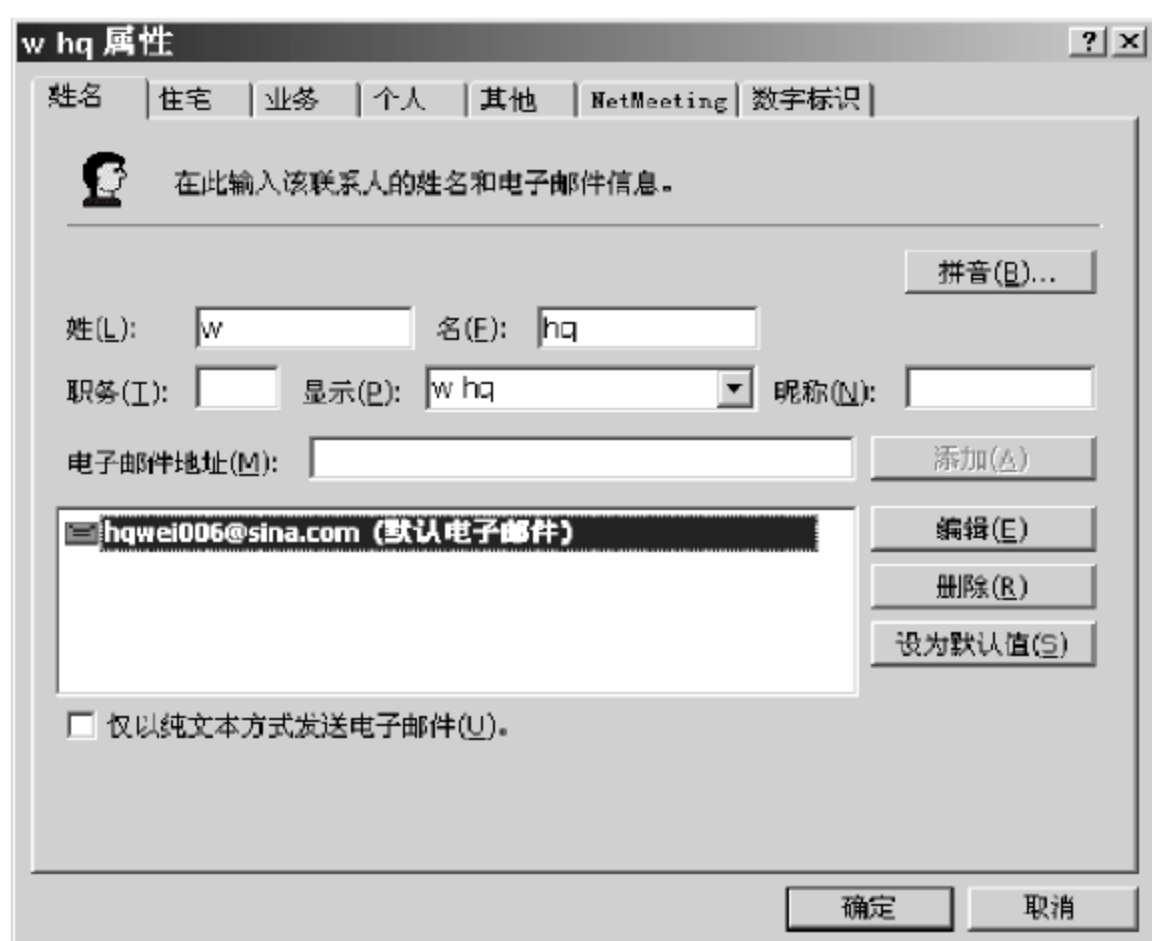 w hq 属性
姓名 住宅 业务 个人 其他 NetMeeting 数字标识
在此输入该联系人的姓名和电子邮件信息。
拼音(B)...
姓(L): w 名(F): hq
职务(T): 显示(P): w hq 昵称(N):
电子邮件地址(M): 添加(A)
hqwei006@sina.com (默认电子邮件) 编辑(E)
删除(R)
设为默认值(S)
仅以纯文本方式发送电子邮件(U)。
确定 取消